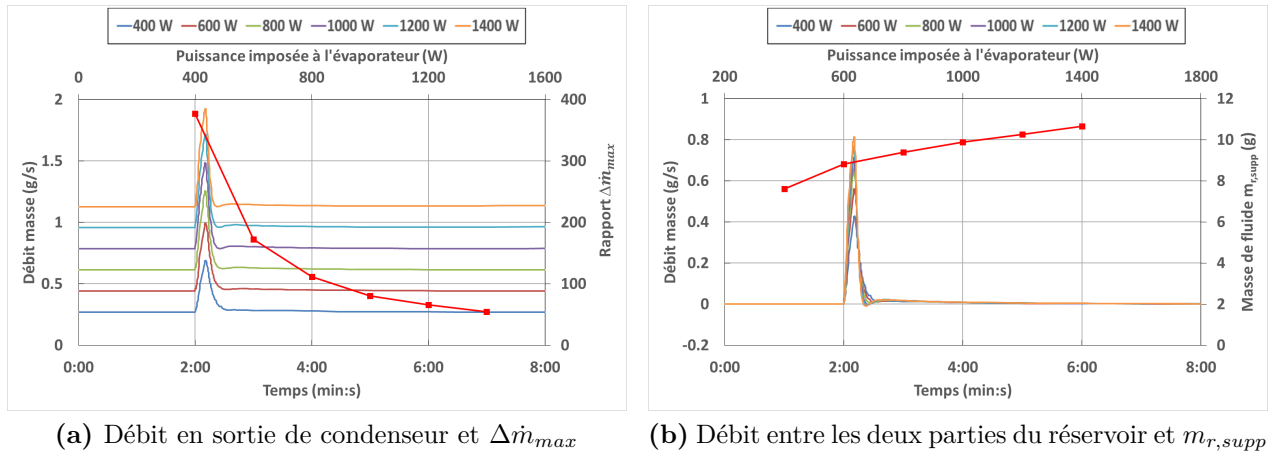 400 W 600 W 800 W 1000 W 1200 W 1400 W
Puissance imposée à l'évaporateur (W)
0 400 800 1200 1600
2 400
1.5 300
1 200
0.5 100
0 0
Débit masse (g/s)
Rapport Δṁmax
0:00 2:00 4:00 6:00 8:00
Temps (min:s)
(a) Débit en sortie de condenseur et Δṁmax
400 W 600 W 800 W 1000 W 1200 W 1400 W
Puissance imposée à l'évaporateur (W)
200 600 1000 1400 1800
1 12
0.8 10
0.6 8
0.4 6
0.2 4
0 2
-0.2 0
Débit masse (g/s)
Masse de fluide mr,supp (g)
0:00 2:00 4:00 6:00 8:00
Temps (min:s)
(b) Débit entre les deux parties du réservoir et mr,supp